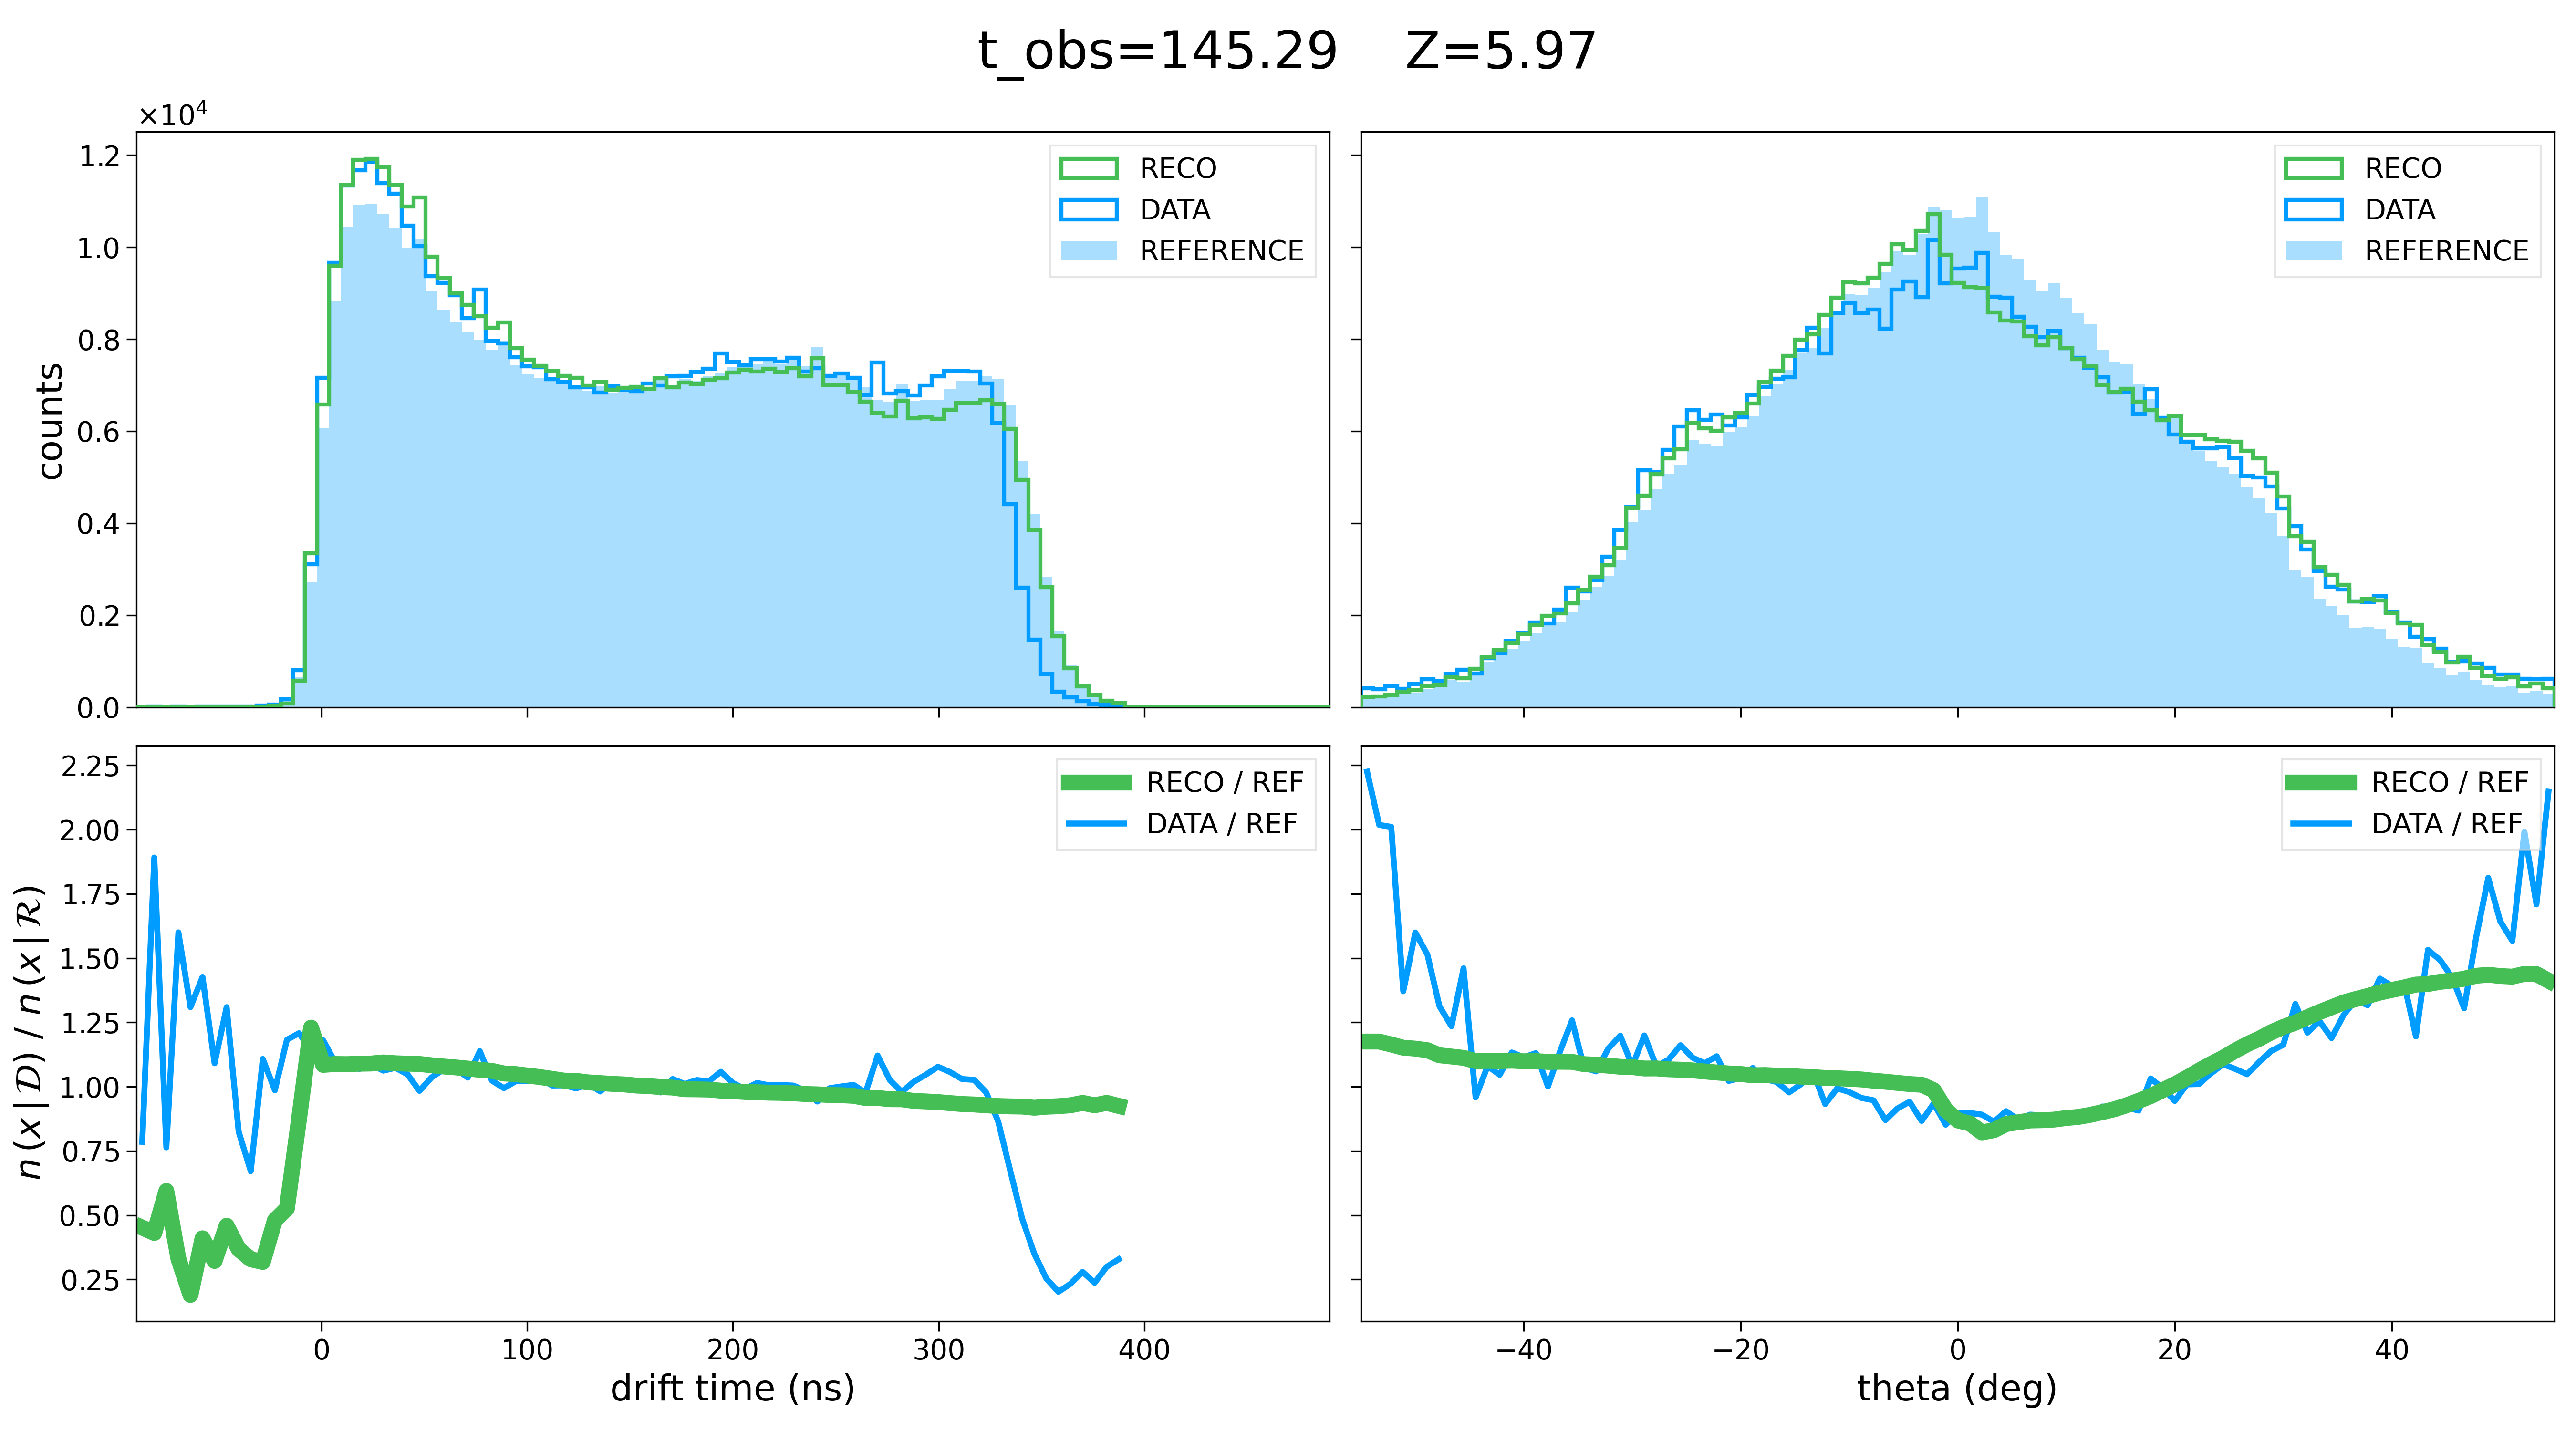 t_obs=145.29 Z=5.97
×10⁴
1.2
1.0
0.8
0.6
0.4
0.2
0.0
counts
RECO
DATA
REFERENCE
RECO
DATA
REFERENCE
2.25
2.00
1.75
1.50
1.25
1.00
0.75
0.50
0.25
n(x|𝒟) / n(x|ℛ)
RECO / REF
DATA / REF
0 100 200 300 400
drift time (ns)
RECO / REF
DATA / REF
−40 −20 0 20 40
theta (deg)